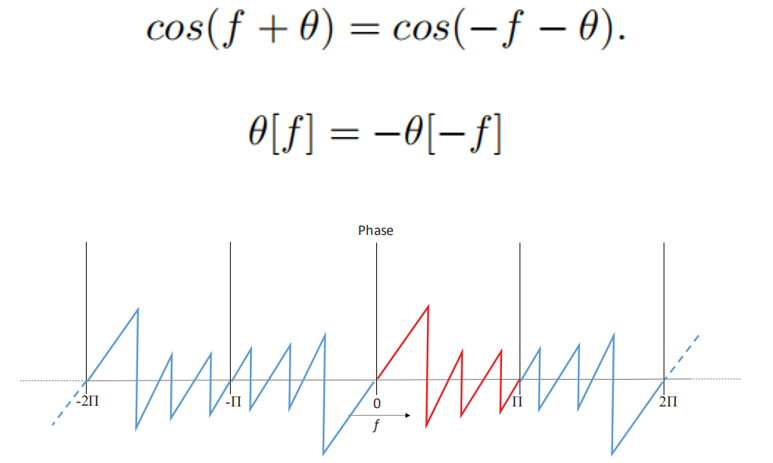 cos(f + θ) = cos(−f − θ).
θ[f] = −θ[−f]
Phase
-2Π -Π 0 Π 2Π
f